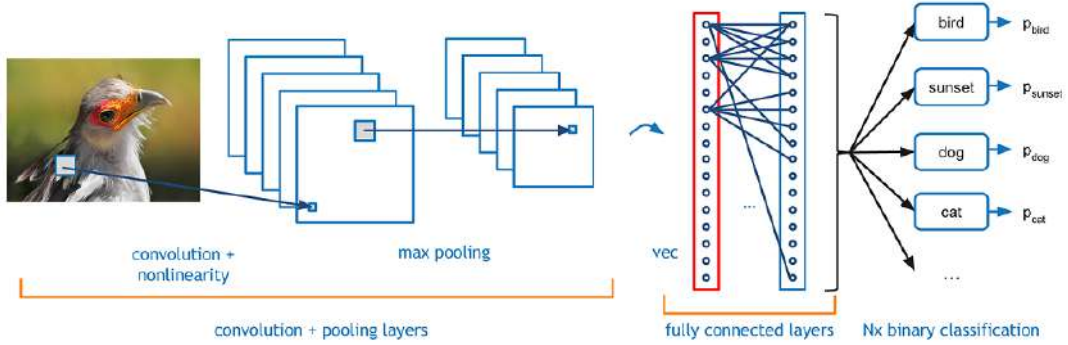 bird
p_bird
sunset
p_sunset
dog
p_dog
cat
p_cat
...
...
convolution +
nonlinearity
max pooling
vec
convolution + pooling layers
fully connected layers
Nx binary classification